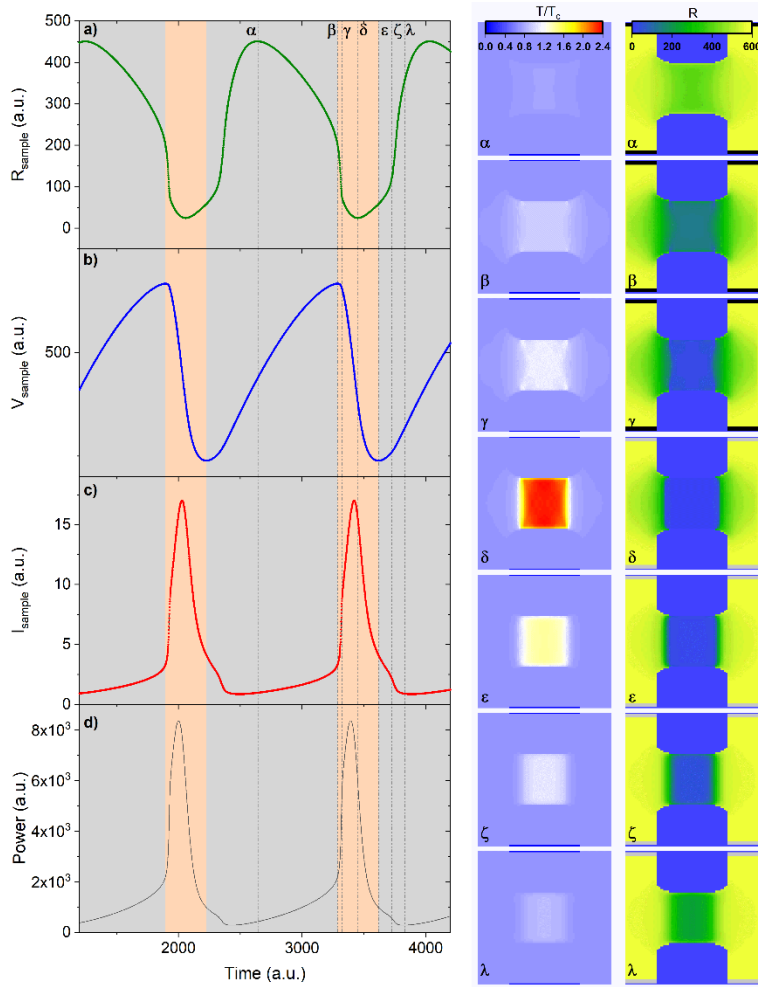 a)
α
β
γ
δ
ε
ζ
λ
R_sample (a.u.)
450
400
300
200
100
0
b)
V_sample (a.u.)
500
c)
I_sample (a.u.)
15
10
5
0
d)
Power (a.u.)
8x10³
6x10³
4x10³
2x10³
0
2000
3000
4000
Time (a.u.)
T/T_c
0.0 0.4 0.8 1.2 1.6 2.0 2.4
R
0 200 400 600
α
α
β
β
γ
γ
δ
δ
ε
ε
ζ
ζ
λ
λ